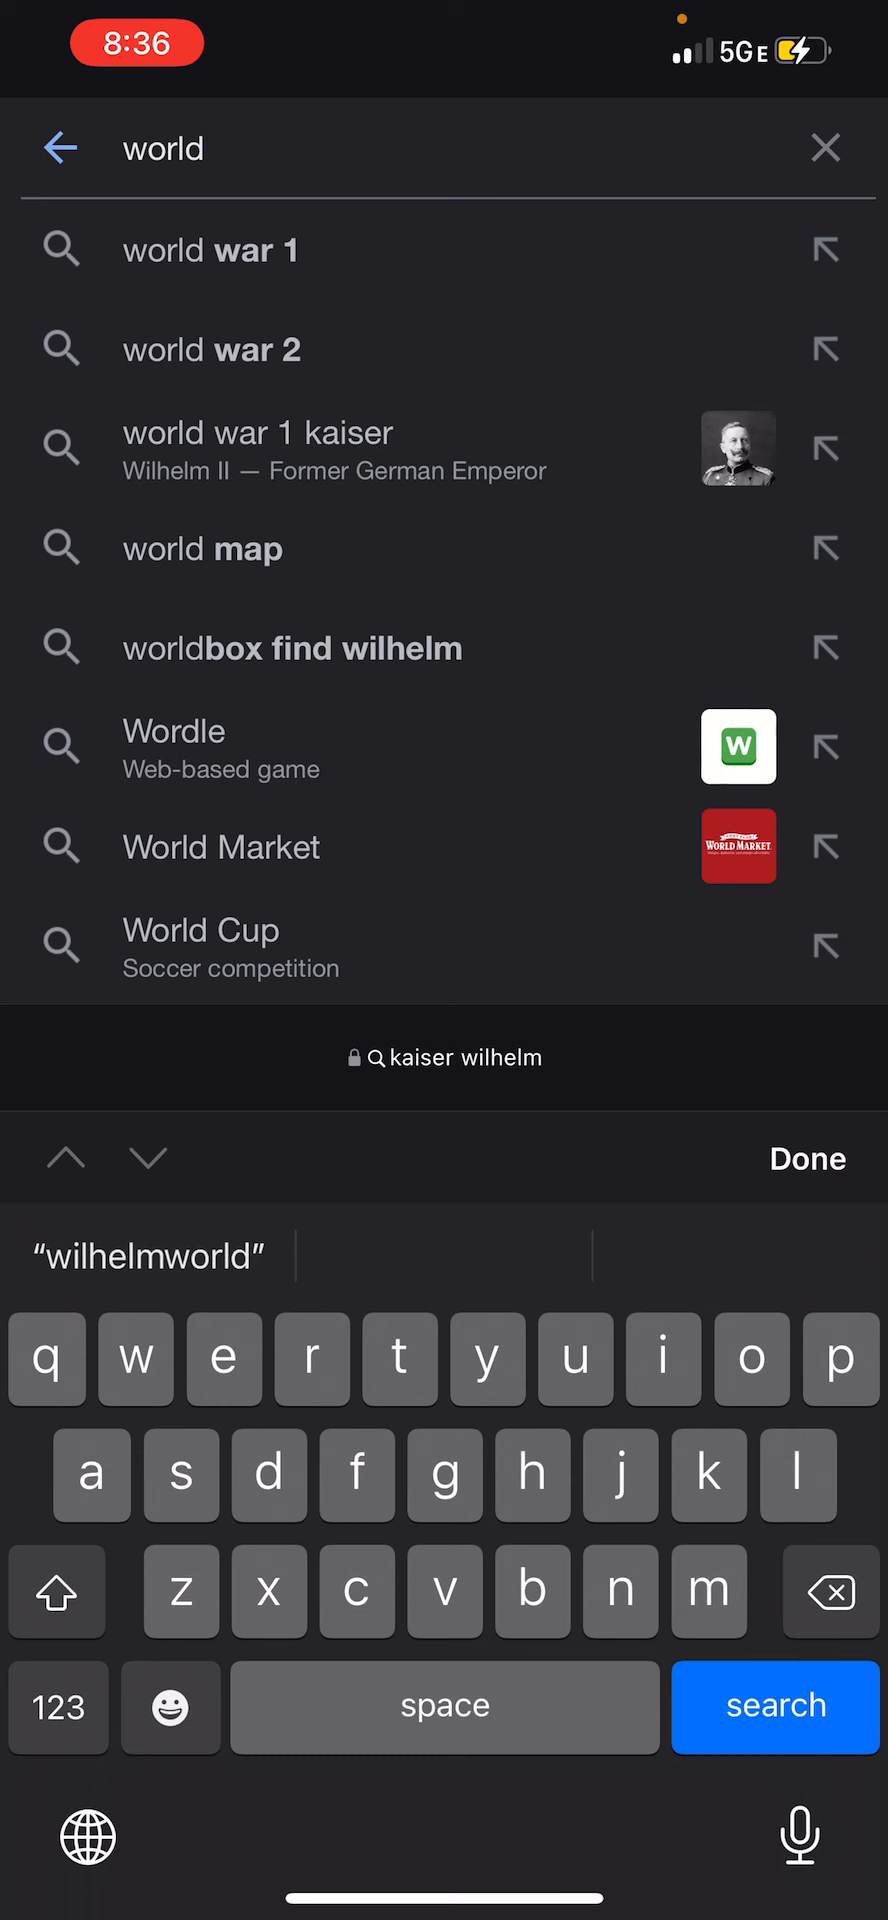 8:36
5GE
world
world war 1
world war 2
world war 1 kaiser
Wilhelm II — Former German Emperor
world map
worldbox find wilhelm
Wordle
Web-based game
W
World Market
WORLD MARKET
World Cup
Soccer competition
kaiser wilhelm
Done
“wilhelmworld”
q w e r t y u i o p
a s d f g h j k l
z x c v b n m
123 space search